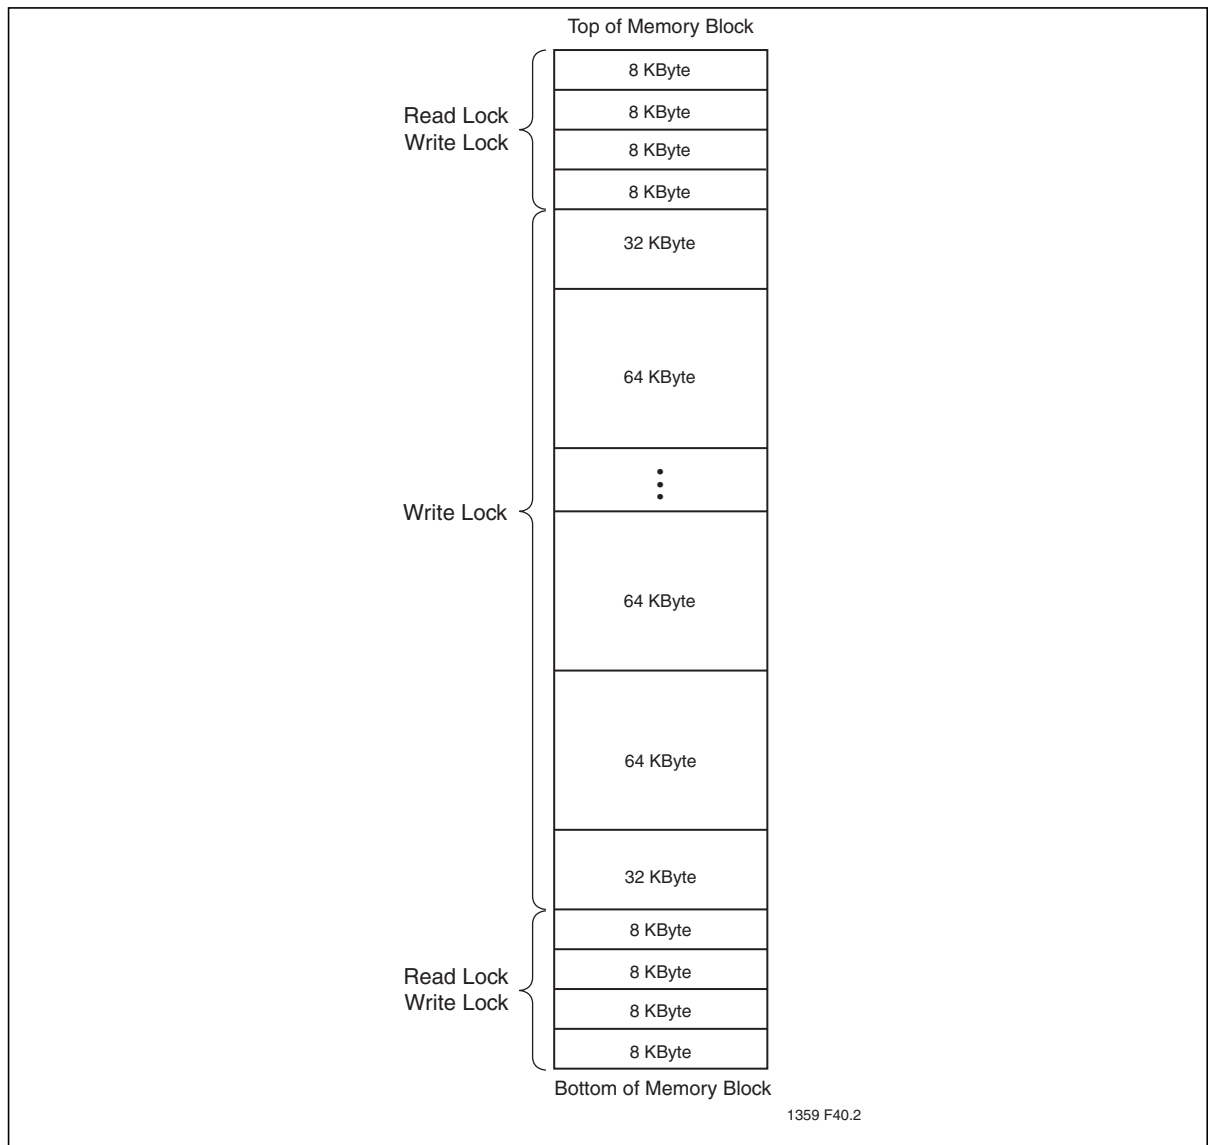 Top of Memory Block
8 KByte
8 KByte
8 KByte
8 KByte
Read Lock
Write Lock
32 KByte
64 KByte
⋮
64 KByte
64 KByte
32 KByte
Write Lock
8 KByte
8 KByte
8 KByte
8 KByte
Read Lock
Write Lock
Bottom of Memory Block
1359 F40.2